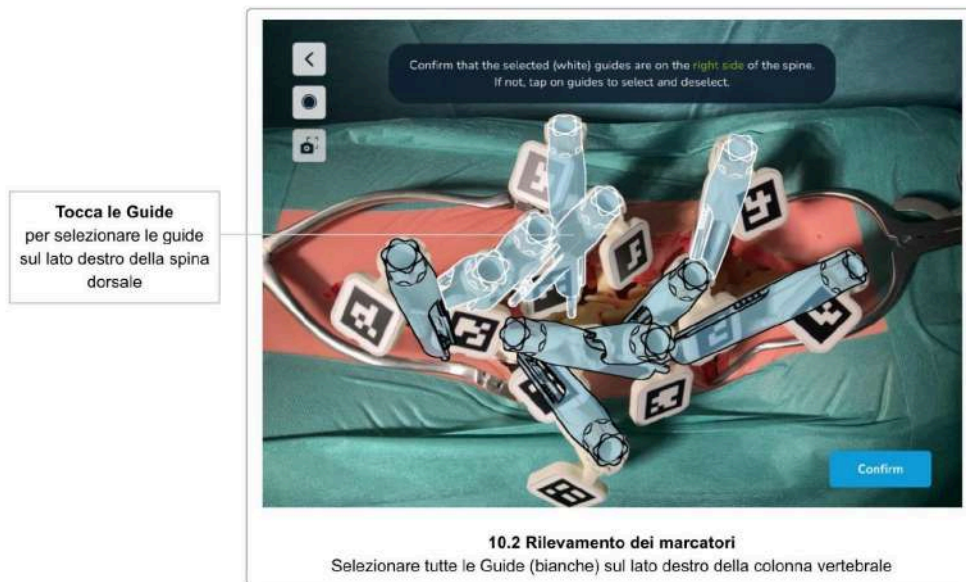 Confirm that the selected (white) guides are on the right side of the spine.
If not, tap on guides to select and deselect.
Tocca le Guide
per selezionare le guide
sul lato destro della spina
dorsale
Confirm
10.2 Rilevamento dei marcatori
Selezionare tutte le Guide (bianche) sul lato destro della colonna vertebrale